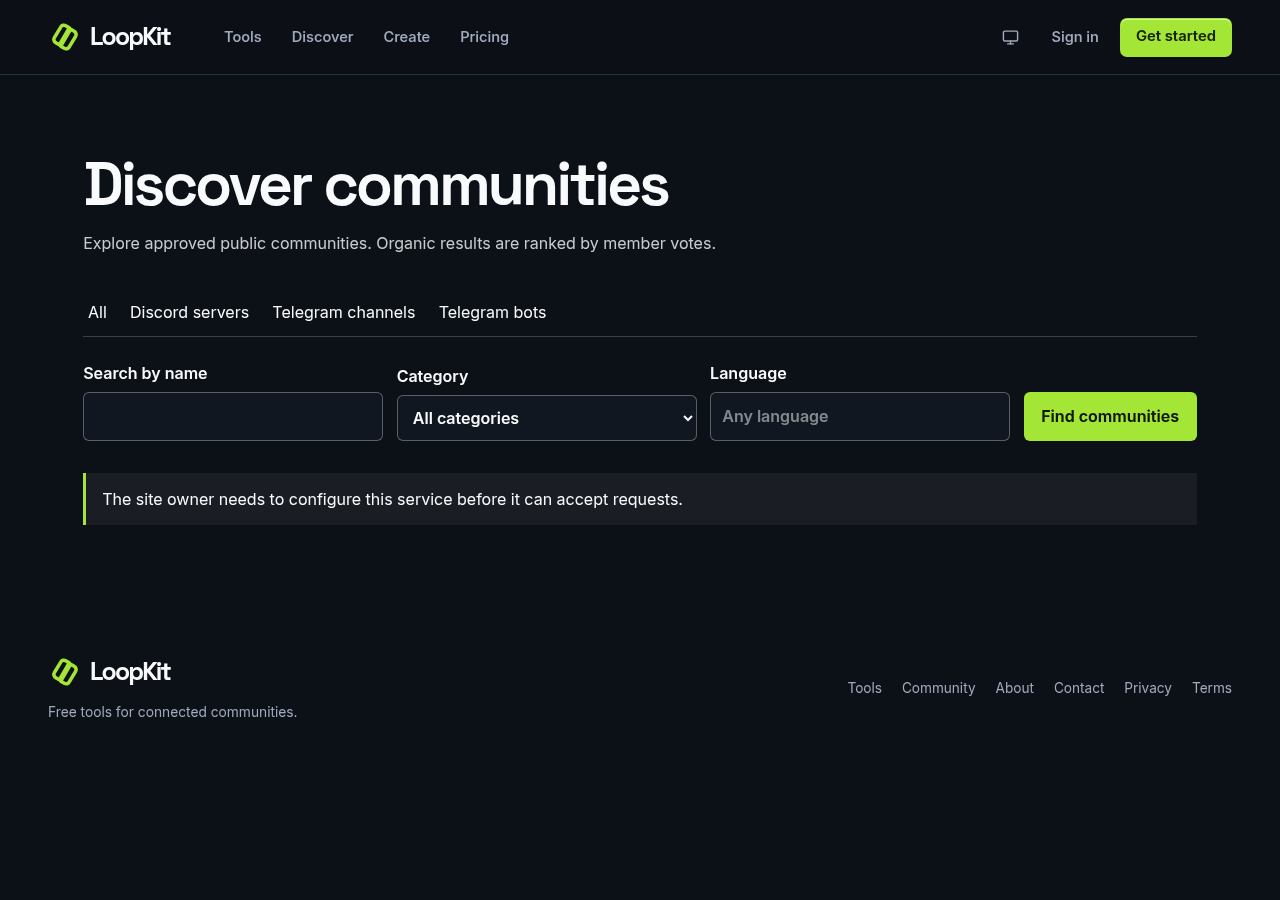 LoopKit
Tools Discover Create Pricing
Sign in
Get started
Discover communities
Explore approved public communities. Organic results are ranked by member votes.
All Discord servers Telegram channels Telegram bots
Search by name
Category
Language
All categories
Any language
Find communities
The site owner needs to configure this service before it can accept requests.
LoopKit
Free tools for connected communities.
Tools Community About Contact Privacy Terms